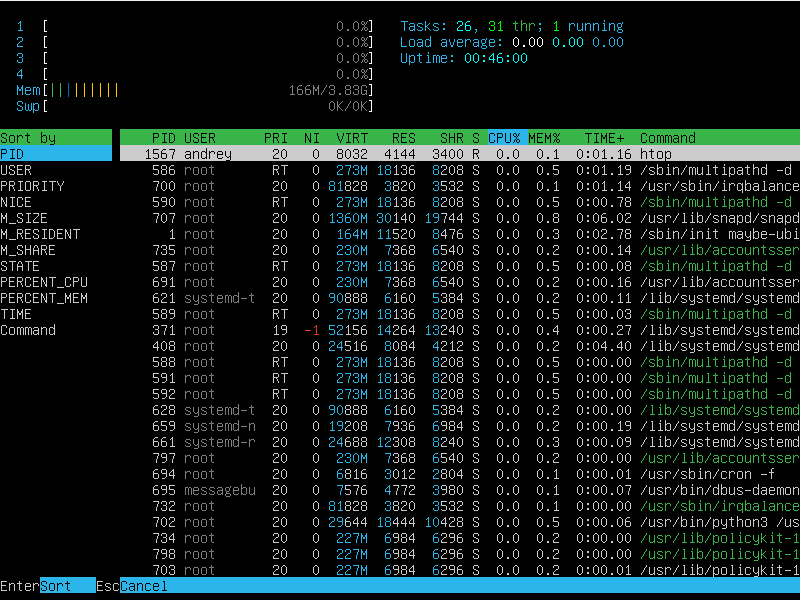 1 [ 0.0%] Tasks: 26, 31 thr; 1 running
2 [ 0.0%] Load average: 0.00 0.00 0.00
3 [ 0.0%] Uptime: 00:46:00
4 [ 0.0%]
Mem[||||||||| 166M/3.83G]
Swp[ 0K/0K]
Sort by PID USER PRI NI VIRT RES SHR S CPU% MEM% TIME+ Command
PID 1567 andrey 20 0 8032 4144 3400 R 0.0 0.1 0:01.16 htop
USER 586 root RT 0 273M 18136 8208 S 0.0 0.5 0:01.19 /sbin/multipathd -d
PRIORITY 700 root 20 0 81828 3820 3532 S 0.0 0.1 0:01.14 /usr/sbin/irqbalance
NICE 590 root RT 0 273M 18136 8208 S 0.0 0.5 0:00.78 /sbin/multipathd -d
M_SIZE 707 root 20 0 1360M 30140 19744 S 0.0 0.8 0:06.02 /usr/lib/snapd/snapd
M_RESIDENT 1 root 20 0 164M 11520 8476 S 0.0 0.3 0:02.78 /sbin/init maybe-ubi
M_SHARE 735 root 20 0 230M 7368 6540 S 0.0 0.2 0:00.14 /usr/lib/accountsser
STATE 587 root RT 0 273M 18136 8208 S 0.0 0.5 0:00.08 /sbin/multipathd -d
PERCENT_CPU 691 root 20 0 230M 7368 6540 S 0.0 0.2 0:00.16 /usr/lib/accountsser
PERCENT_MEM 621 systemd-t 20 0 90888 6160 5384 S 0.0 0.2 0:00.11 /lib/systemd/systemd
TIME 589 root RT 0 273M 18136 8208 S 0.0 0.5 0:00.03 /sbin/multipathd -d
Command 371 root 19 -1 52156 14264 13240 S 0.0 0.4 0:00.27 /lib/systemd/systemd
408 root 20 0 24516 8084 4212 S 0.0 0.2 0:04.40 /lib/systemd/systemd
588 root RT 0 273M 18136 8208 S 0.0 0.5 0:00.00 /sbin/multipathd -d
591 root RT 0 273M 18136 8208 S 0.0 0.5 0:00.00 /sbin/multipathd -d
592 root RT 0 273M 18136 8208 S 0.0 0.5 0:00.00 /sbin/multipathd -d
628 systemd-t 20 0 90888 6160 5384 S 0.0 0.2 0:00.00 /lib/systemd/systemd
659 systemd-n 20 0 19208 7936 6984 S 0.0 0.2 0:00.19 /lib/systemd/systemd
661 systemd-r 20 0 24688 12308 8240 S 0.0 0.3 0:00.09 /lib/systemd/systemd
797 root 20 0 230M 7368 6540 S 0.0 0.2 0:00.00 /usr/lib/accountsser
694 root 20 0 6816 3012 2804 S 0.0 0.1 0:00.01 /usr/sbin/cron -f
695 messagebu 20 0 7576 4772 3980 S 0.0 0.1 0:00.07 /usr/bin/dbus-daemon
732 root 20 0 81828 3820 3532 S 0.0 0.1 0:00.00 /usr/sbin/irqbalance
702 root 20 0 29644 18444 10428 S 0.0 0.5 0:00.06 /usr/bin/python3 /us
734 root 20 0 227M 6984 6296 S 0.0 0.2 0:00.00 /usr/lib/policykit-1
798 root 20 0 227M 6984 6296 S 0.0 0.2 0:00.00 /usr/lib/policykit-1
703 root 20 0 227M 6984 6296 S 0.0 0.2 0:00.01 /usr/lib/policykit-1
EnterSort EscCancel